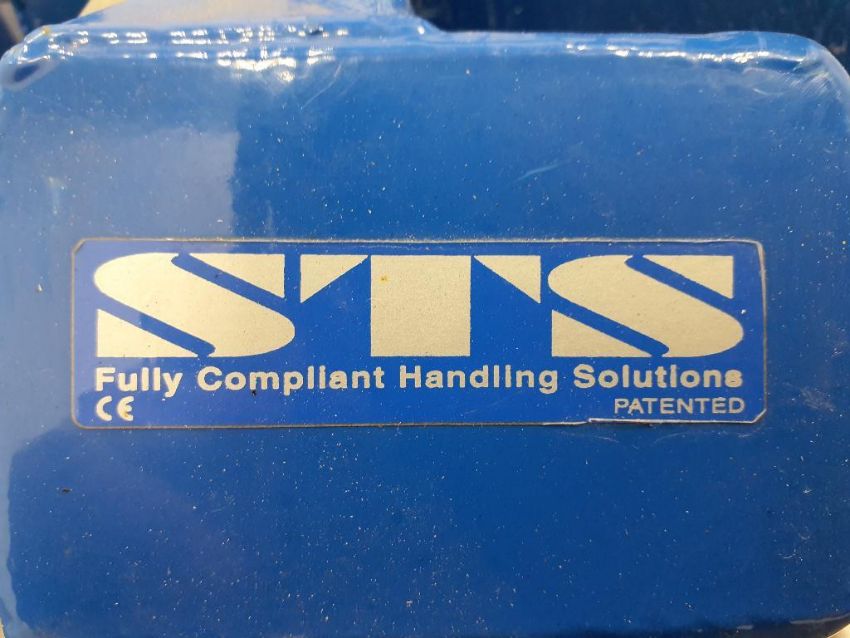 STS
Fully Compliant Handling Solutions
CE PATENTED